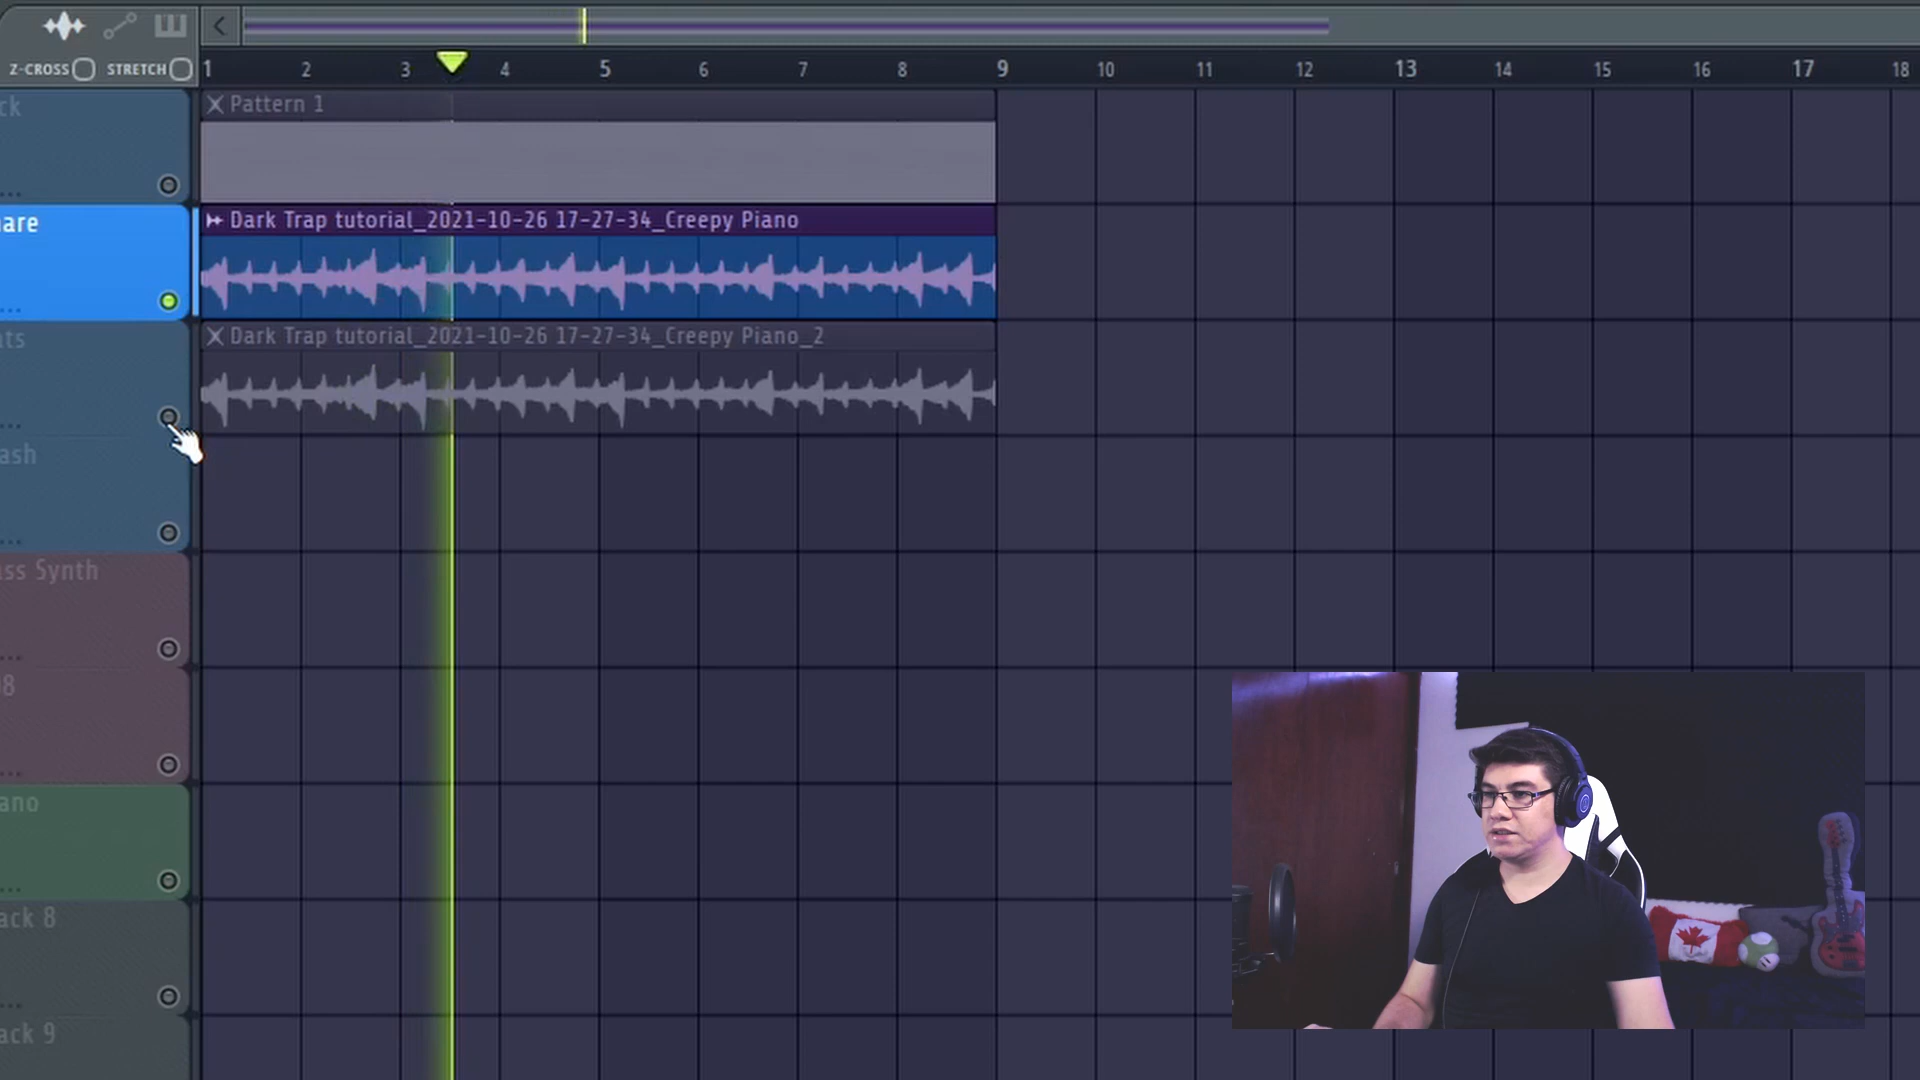 Z-CROSS STRETCH
1 2 3 4 5 6 7 8 9 10 11 12 13 14 15 16 17 18
ck
Pattern 1
are
Dark Trap tutorial_2021-10-26 17-27-34_Creepy Piano
ats
Dark Trap tutorial_2021-10-26 17-27-34_Creepy Piano_2
ash
ss Synth
8
ano
ack 8
ack 9